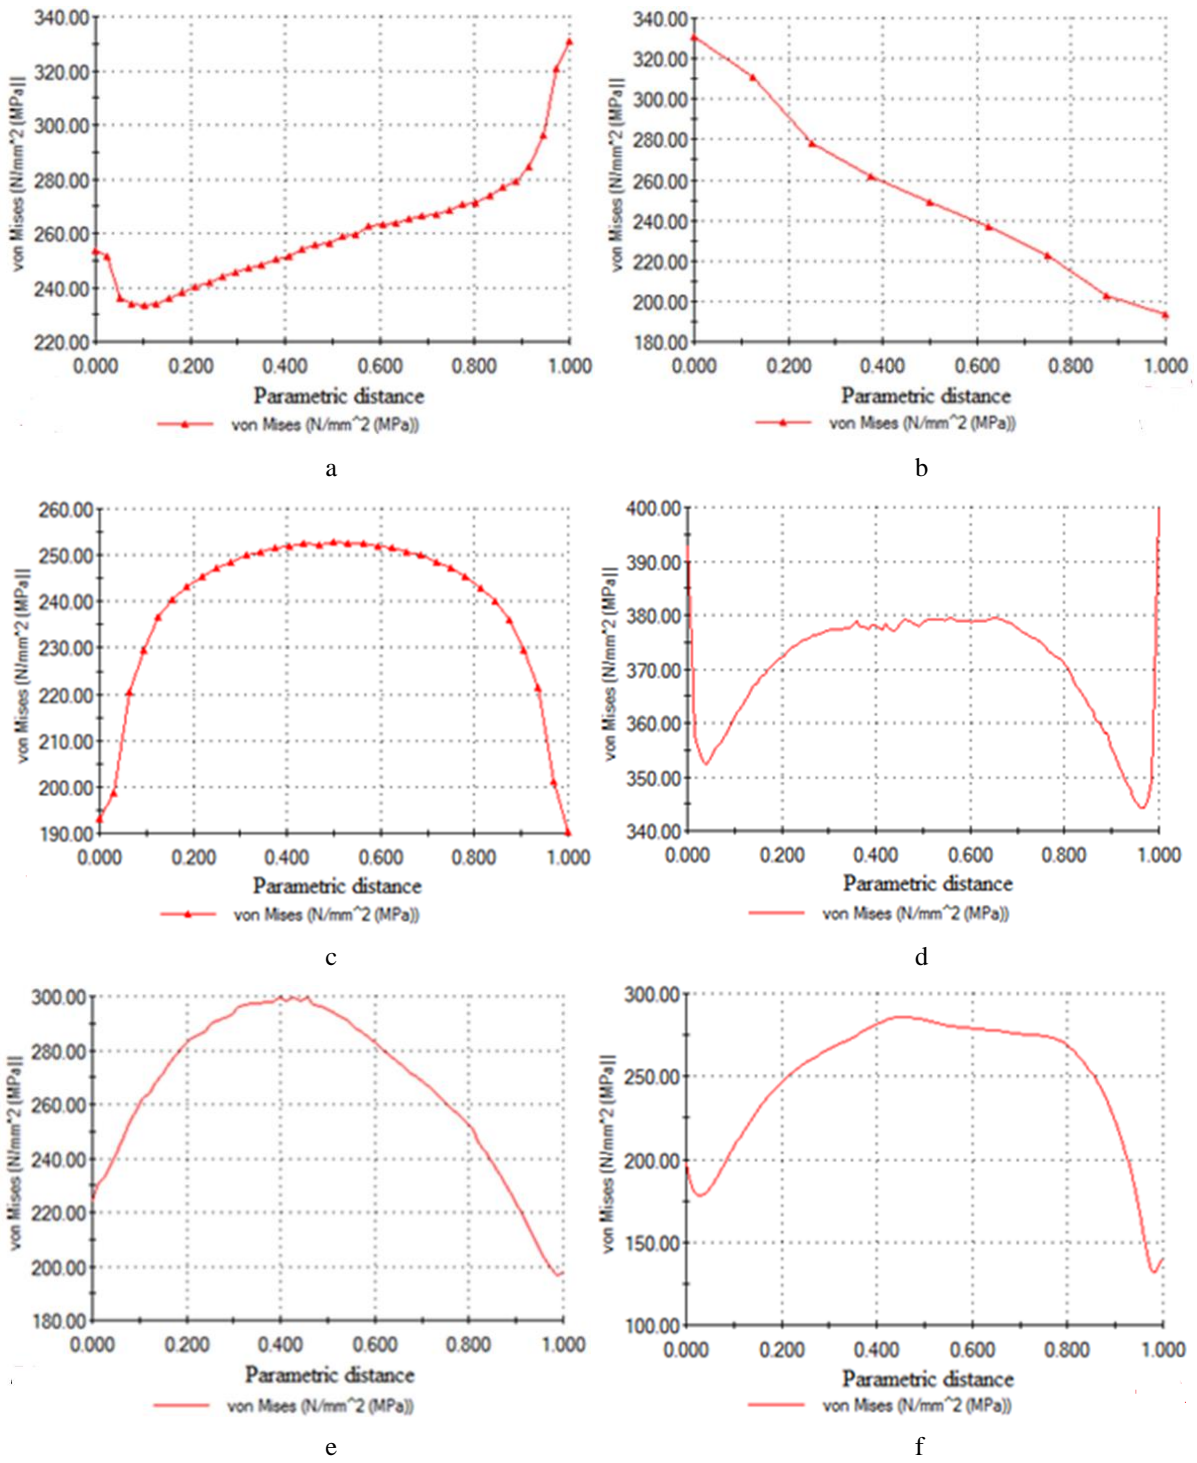 340.00
320.00
300.00
280.00
260.00
240.00
220.00
von Mises (N/mm^2 (MPa)||
0.000 0.200 0.400 0.600 0.800 1.000
Parametric distance
von Mises (N/mm^2 (MPa))
a
340.00
320.00
300.00
280.00
260.00
240.00
220.00
200.00
180.00
von Mises (N/mm^2 (MPa)||
0.000 0.200 0.400 0.600 0.800 1.000
Parametric distance
von Mises (N/mm^2 (MPa))
b
260.00
250.00
240.00
230.00
220.00
210.00
200.00
190.00
von Mises (N/mm^2 (MPa)||
0.000 0.200 0.400 0.600 0.800 1.000
Parametric distance
von Mises (N/mm^2 (MPa))
c
400.00
390.00
380.00
370.00
360.00
350.00
340.00
von Mises (N/mm^2 (MPa)||
0.000 0.200 0.400 0.600 0.800 1.000
Parametric distance
von Mises (N/mm^2 (MPa))
d
300.00
280.00
260.00
240.00
220.00
200.00
180.00
von Mises (N/mm^2 (MPa)||
0.000 0.200 0.400 0.600 0.800 1.000
Parametric distance
von Mises (N/mm^2 (MPa))
e
300.00
250.00
200.00
150.00
100.00
von Mises (N/mm^2 (MPa)||
0.000 0.200 0.400 0.600 0.800 1.000
Parametric distance
von Mises (N/mm^2 (MPa))
f